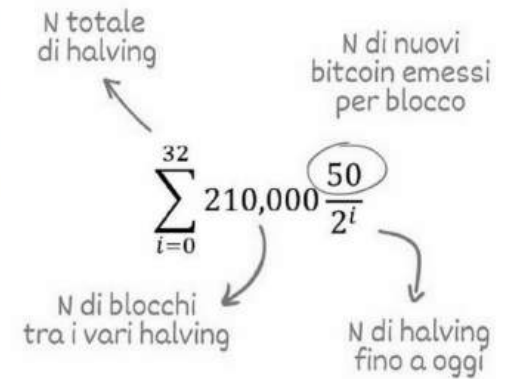 N totale
di halving
N di nuovi
bitcoin emessi
per blocco
32
∑ 210,000 50/2^i
i=0
N di blocchi
tra i vari halving
N di halving
fino a oggi